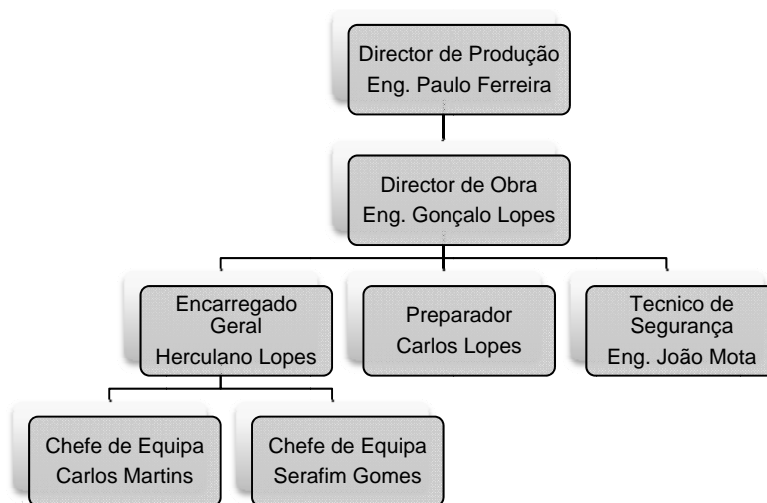 Director de Produção
Eng. Paulo Ferreira
Director de Obra
Eng. Gonçalo Lopes
Encarregado
Geral
Herculano Lopes
Preparador
Carlos Lopes
Tecnico de
Segurança
Eng. João Mota
Chefe de Equipa
Carlos Martins
Chefe de Equipa
Serafim Gomes